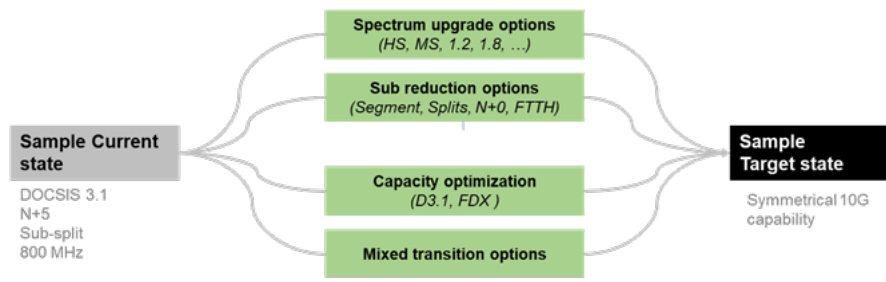 Spectrum upgrade options
(HS, MS, 1.2, 1.8, …)
Sub reduction options
(Segment, Splits, N+0, FTTH)
Sample Current
state
DOCSIS 3.1
N+5
Sub-split
800 MHz
Capacity optimization
(D3.1, FDX )
Mixed transition options
Sample
Target state
Symmetrical 10G
capability